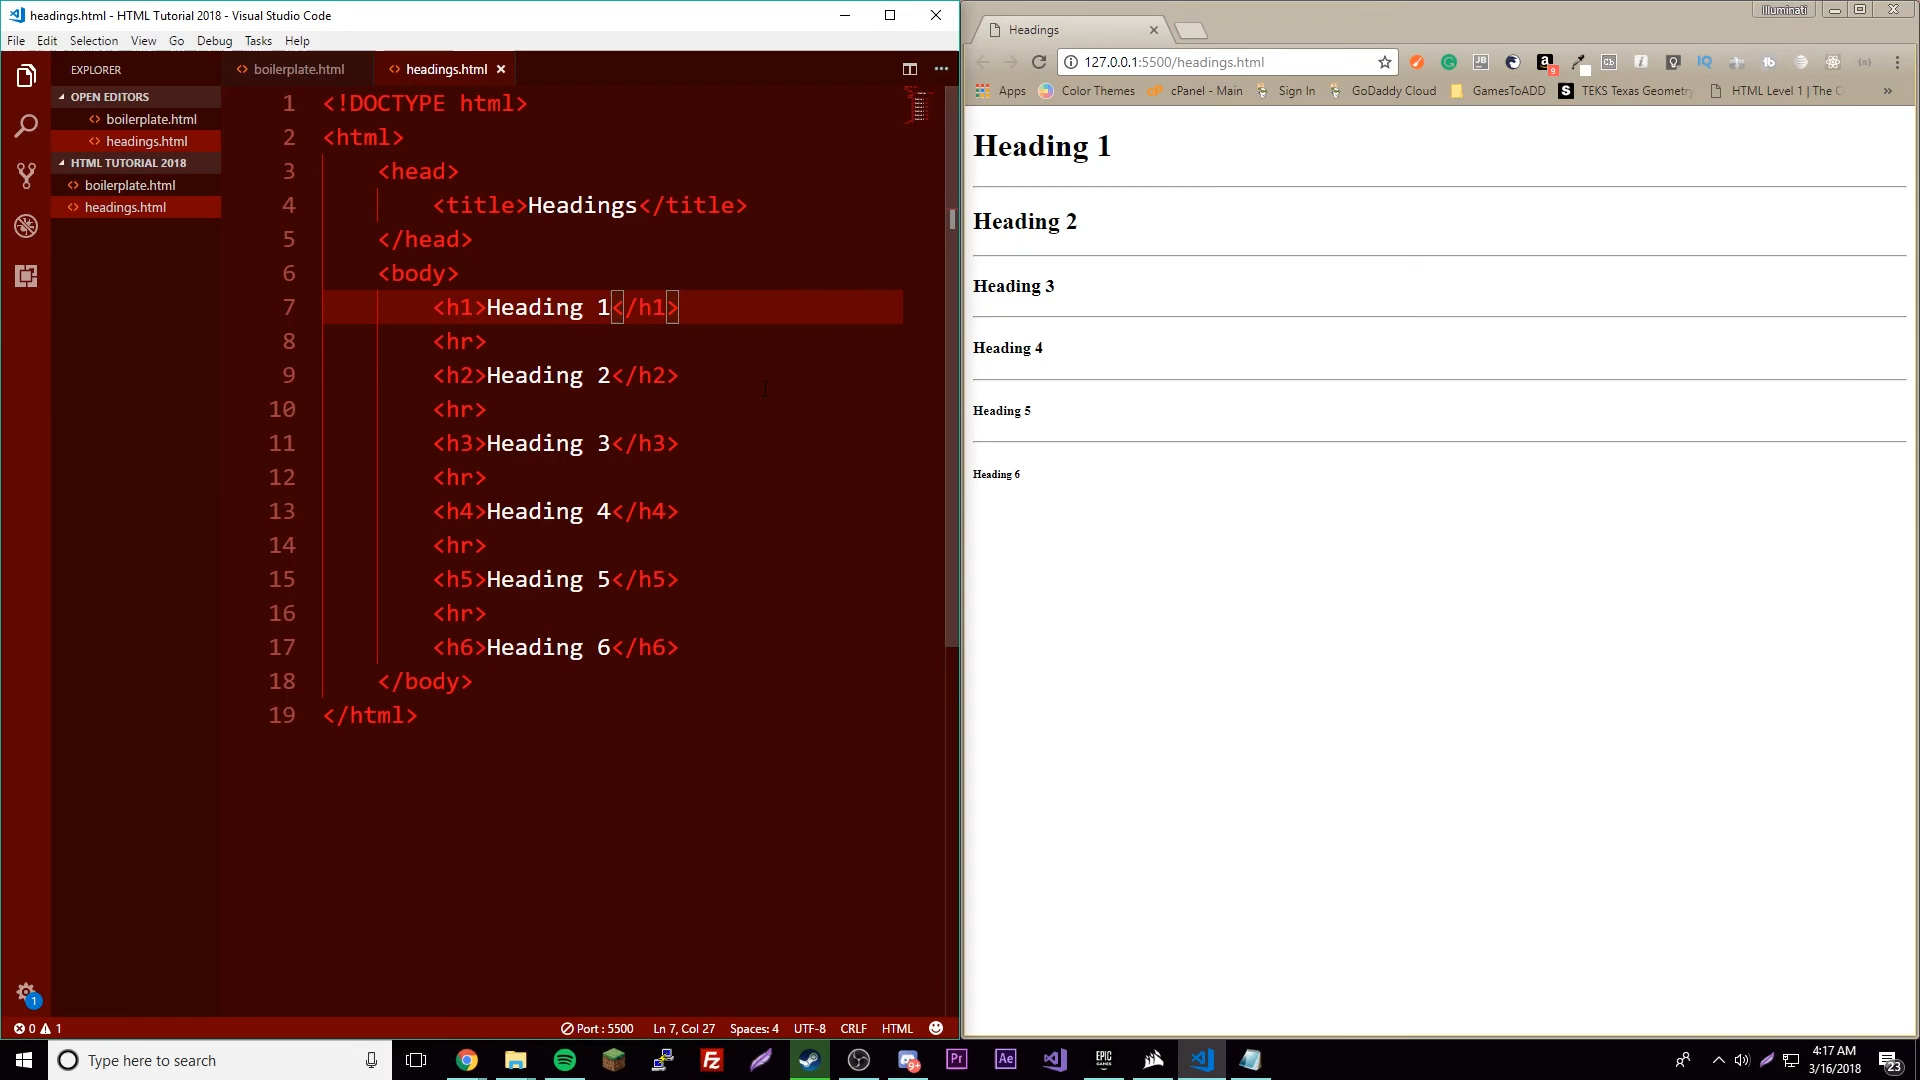 headings.html - HTML Tutorial 2018 - Visual Studio Code
File Edit Selection View Go Debug Tasks Help
EXPLORER
OPEN EDITORS
boilerplate.html
headings.html
HTML TUTORIAL 2018
boilerplate.html
headings.html
boilerplate.html
headings.html
1 <!DOCTYPE html>
2 <html>
3 <head>
4 <title>Headings</title>
5 </head>
6 <body>
7 <h1>Heading 1</h1>
8 <hr>
9 <h2>Heading 2</h2>
10 <hr>
11 <h3>Heading 3</h3>
12 <hr>
13 <h4>Heading 4</h4>
14 <hr>
15 <h5>Heading 5</h5>
16 <hr>
17 <h6>Heading 6</h6>
18 </body>
19 </html>
1
0 1
Port : 5500 Ln 7, Col 27 Spaces: 4 UTF-8 CRLF HTML
Illuminati
Headings
127.0.0.1:5500/headings.html
Apps Color Themes cPanel - Main Sign In GoDaddy Cloud GamesToADD TEKS Texas Geometry HTML Level 1 | The C
Heading 1
Heading 2
Heading 3
Heading 4
Heading 5
Heading 6
Type here to search
Pr
Ae
EPIC
GAMES
4:17 AM
3/16/2018
23